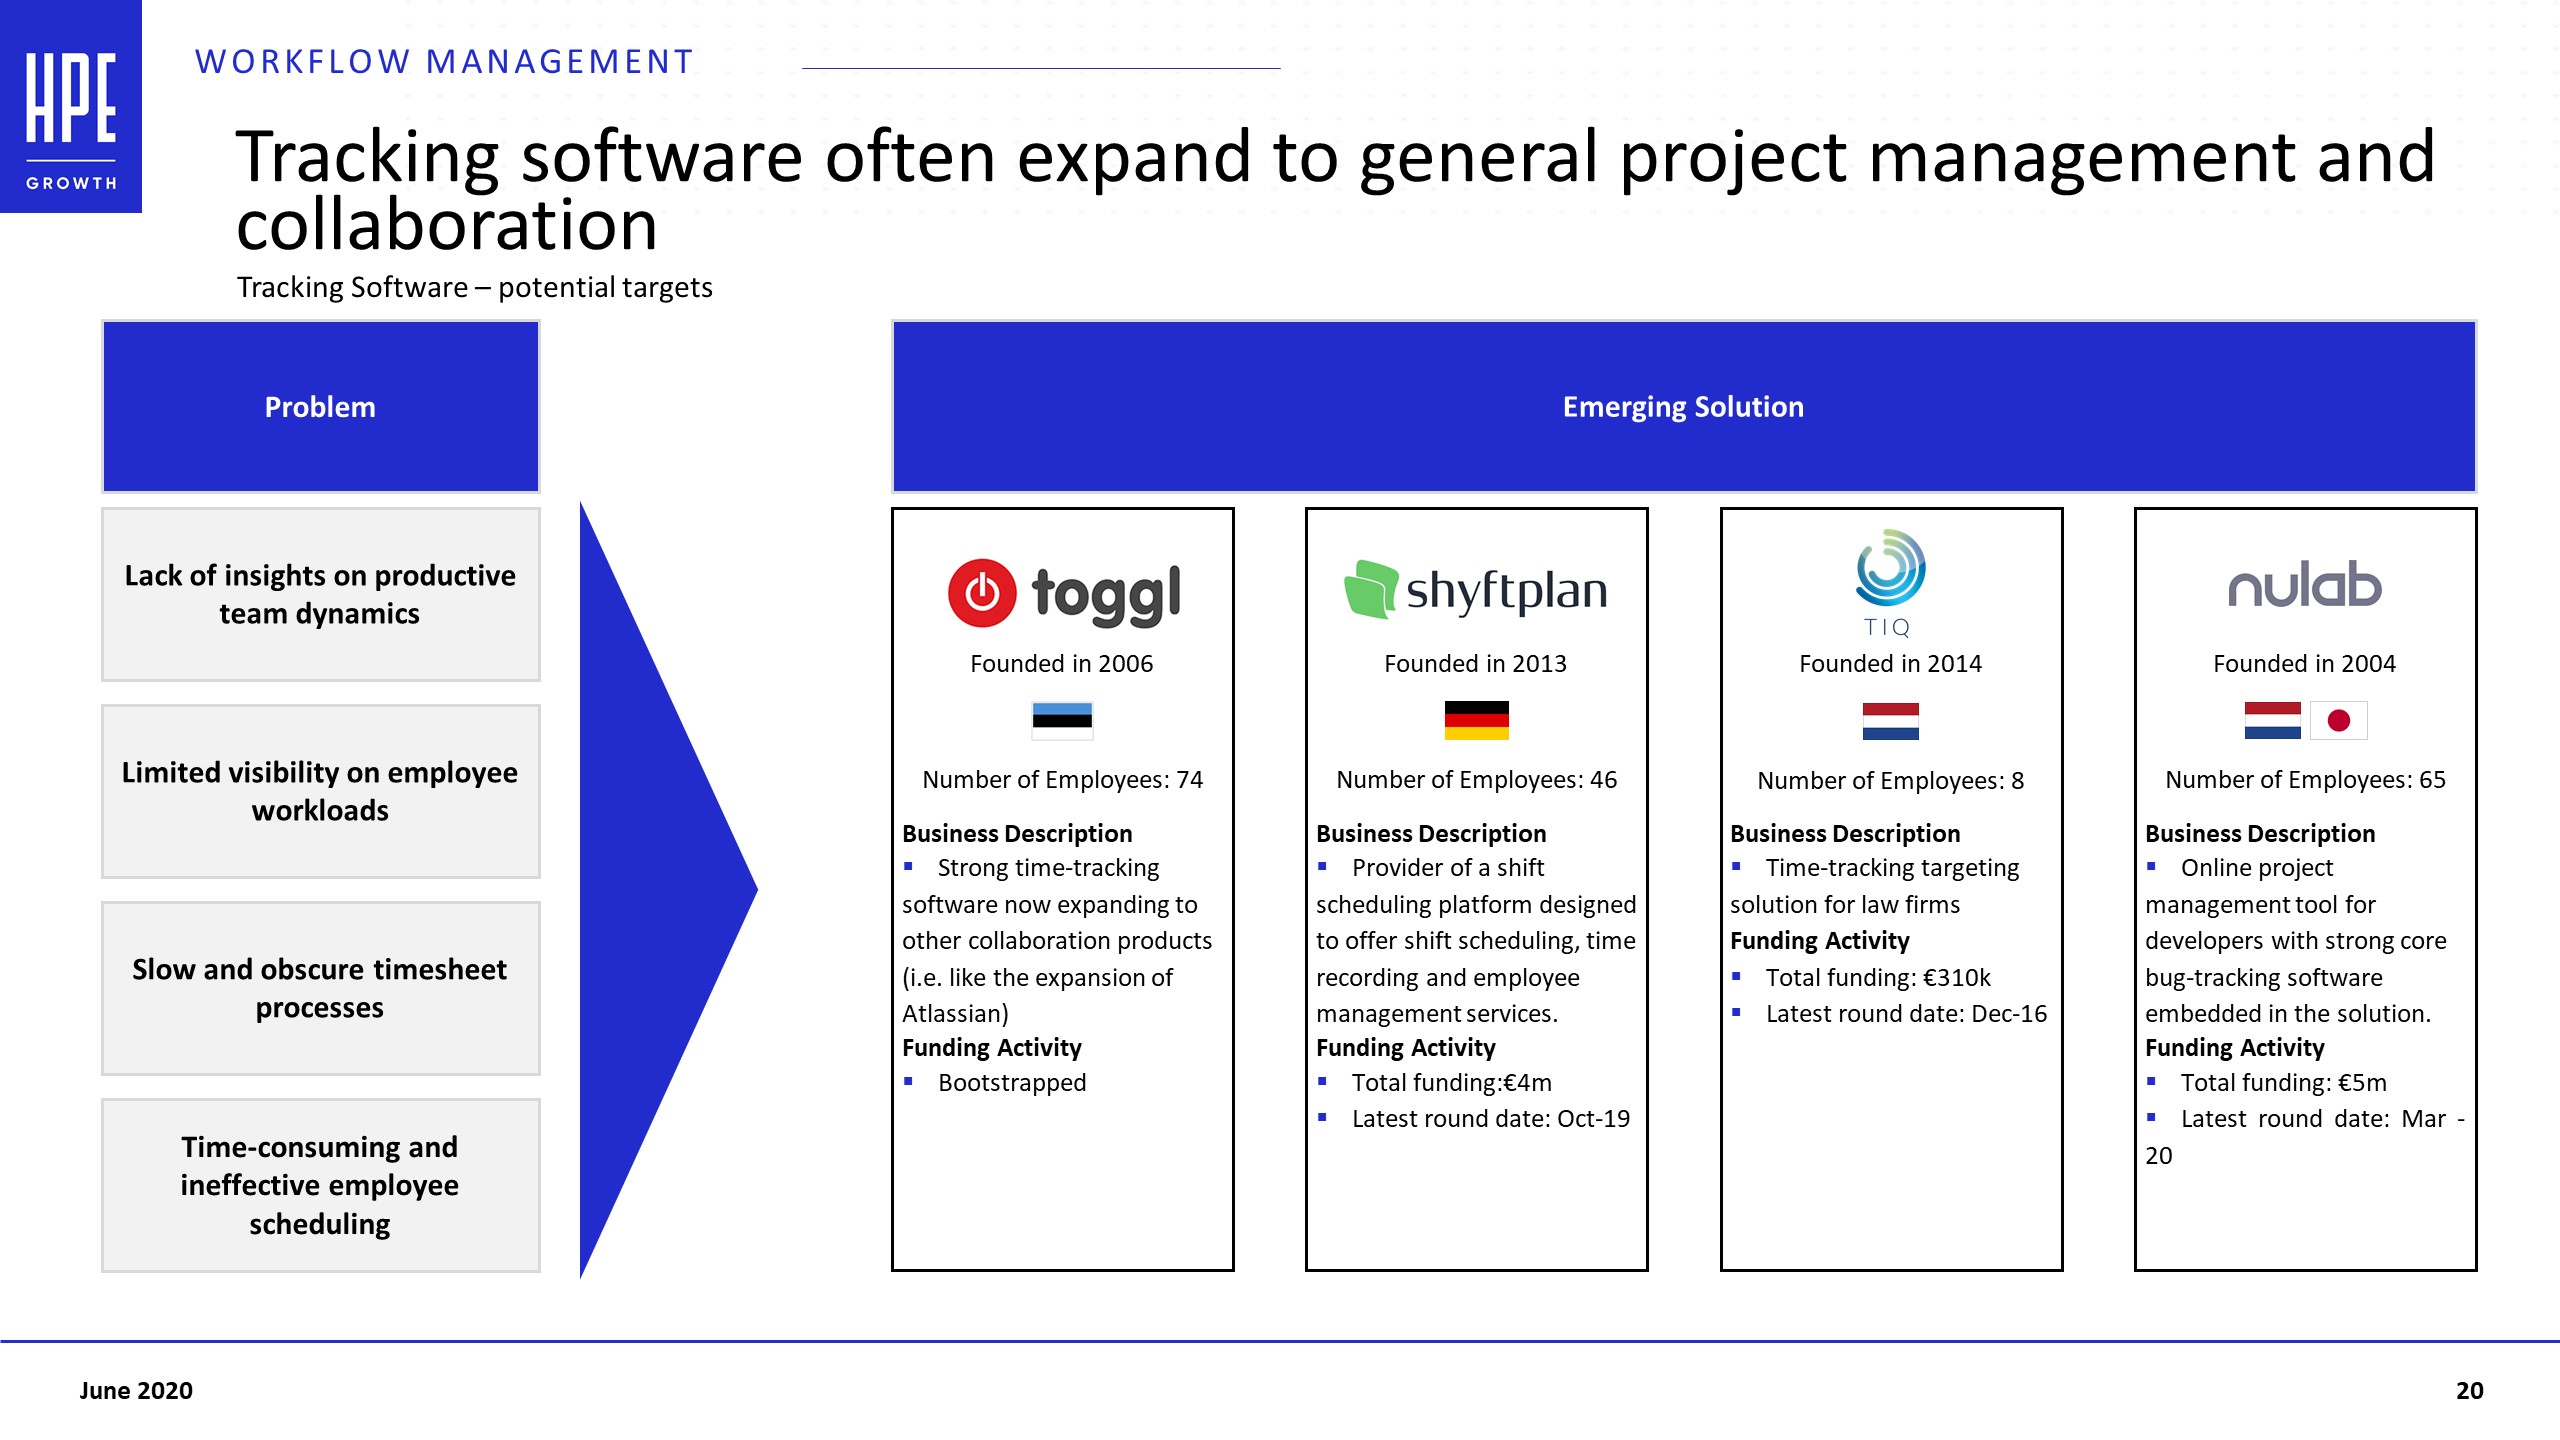 HPE
GROWTH
WORKFLOW MANAGEMENT
Tracking software often expand to general project management and
collaboration
Tracking Software – potential targets
Problem
Lack of insights on productive
team dynamics
Limited visibility on employee
workloads
Slow and obscure timesheet
processes
Time-consuming and
ineffective employee
scheduling
Emerging Solution
toggl
Founded in 2006
Number of Employees: 74
Business Description
▪ Strong time-tracking
software now expanding to
other collaboration products
(i.e. like the expansion of
Atlassian)
Funding Activity
▪ Bootstrapped
shyftplan
Founded in 2013
Number of Employees: 46
Business Description
▪ Provider of a shift
scheduling platform designed
to offer shift scheduling, time
recording and employee
management services.
Funding Activity
▪ Total funding:€4m
▪ Latest round date: Oct-19
TIQ
Founded in 2014
Number of Employees: 8
Business Description
▪ Time-tracking targeting
solution for law firms
Funding Activity
▪ Total funding: €310k
▪ Latest round date: Dec-16
nulab
Founded in 2004
Number of Employees: 65
Business Description
▪ Online project
management tool for
developers with strong core
bug-tracking software
embedded in the solution.
Funding Activity
▪ Total funding: €5m
▪ Latest round date: Mar -
20
June 2020
20